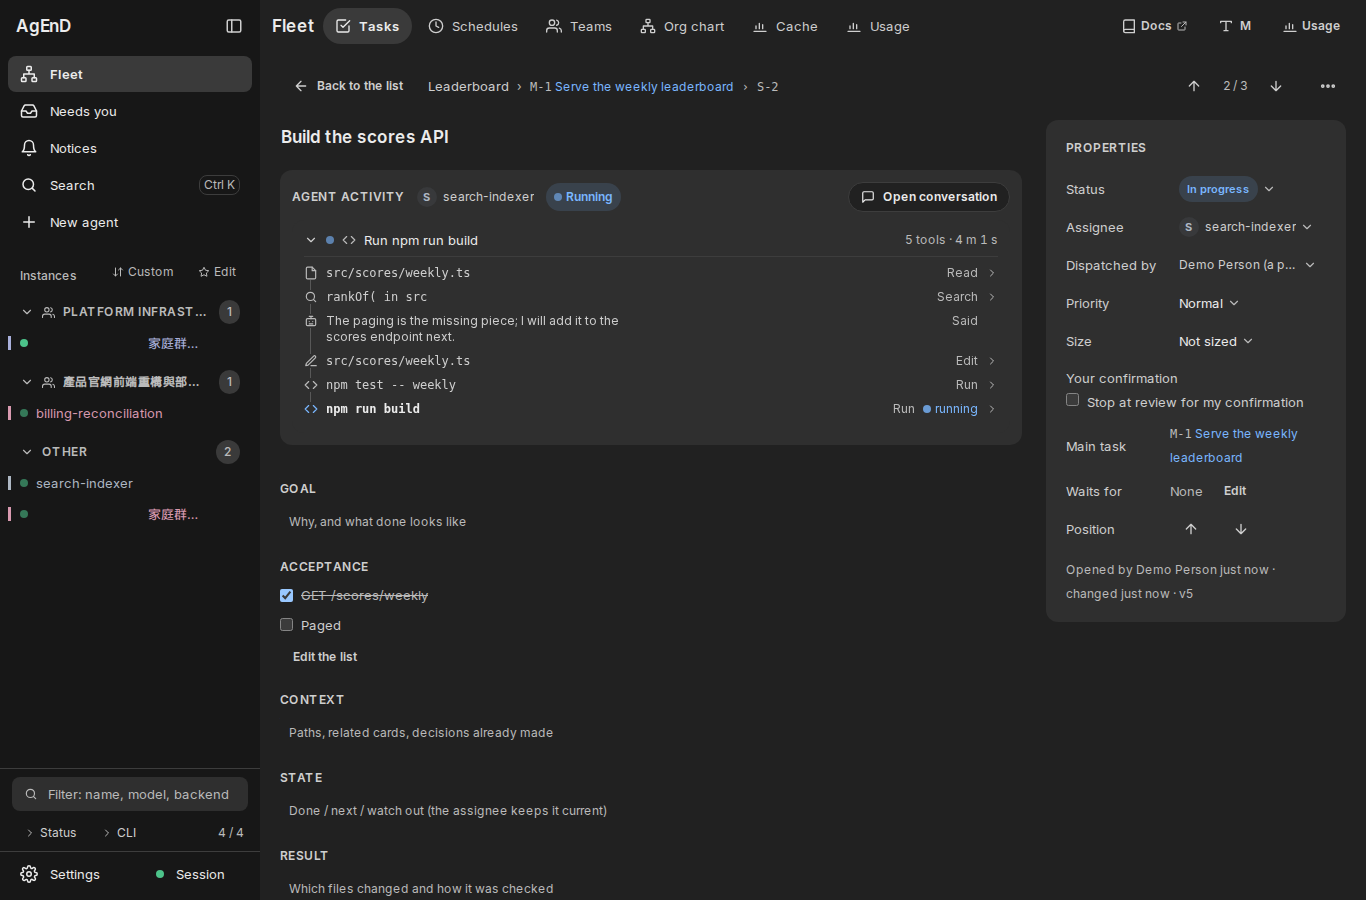 AgEnD
Fleet
Needs you
Notices
Search
Ctrl K
New agent
Instances
Custom
Edit
PLATFORM INFRAST...
1
家庭群...
產品官網前端重構與部...
1
billing-reconciliation
OTHER
2
search-indexer
家庭群...
Filter: name, model, backend
Status
CLI
4 / 4
Settings
Session
Fleet
Tasks
Schedules
Teams
Org chart
Cache
Usage
Docs
M
Usage
Back to the list
Leaderboard › M-1 Serve the weekly leaderboard › S-2
2 / 3
Build the scores API
AGENT ACTIVITY
S
search-indexer
Running
Open conversation
Run npm run build
5 tools · 4 m 1 s
src/scores/weekly.ts
Read
rankOf( in src
Search
The paging is the missing piece; I will add it to the
scores endpoint next.
Said
src/scores/weekly.ts
Edit
npm test -- weekly
Run
npm run build
Run
running
GOAL
Why, and what done looks like
ACCEPTANCE
GET /scores/weekly
Paged
Edit the list
CONTEXT
Paths, related cards, decisions already made
STATE
Done / next / watch out (the assignee keeps it current)
RESULT
Which files changed and how it was checked
PROPERTIES
Status
In progress
Assignee
S
search-indexer
Dispatched by
Demo Person (a p...
Priority
Normal
Size
Not sized
Your confirmation
Stop at review for my confirmation
Main task
M-1 Serve the weekly
leaderboard
Waits for
None
Edit
Position
Opened by Demo Person just now ·
changed just now · v5